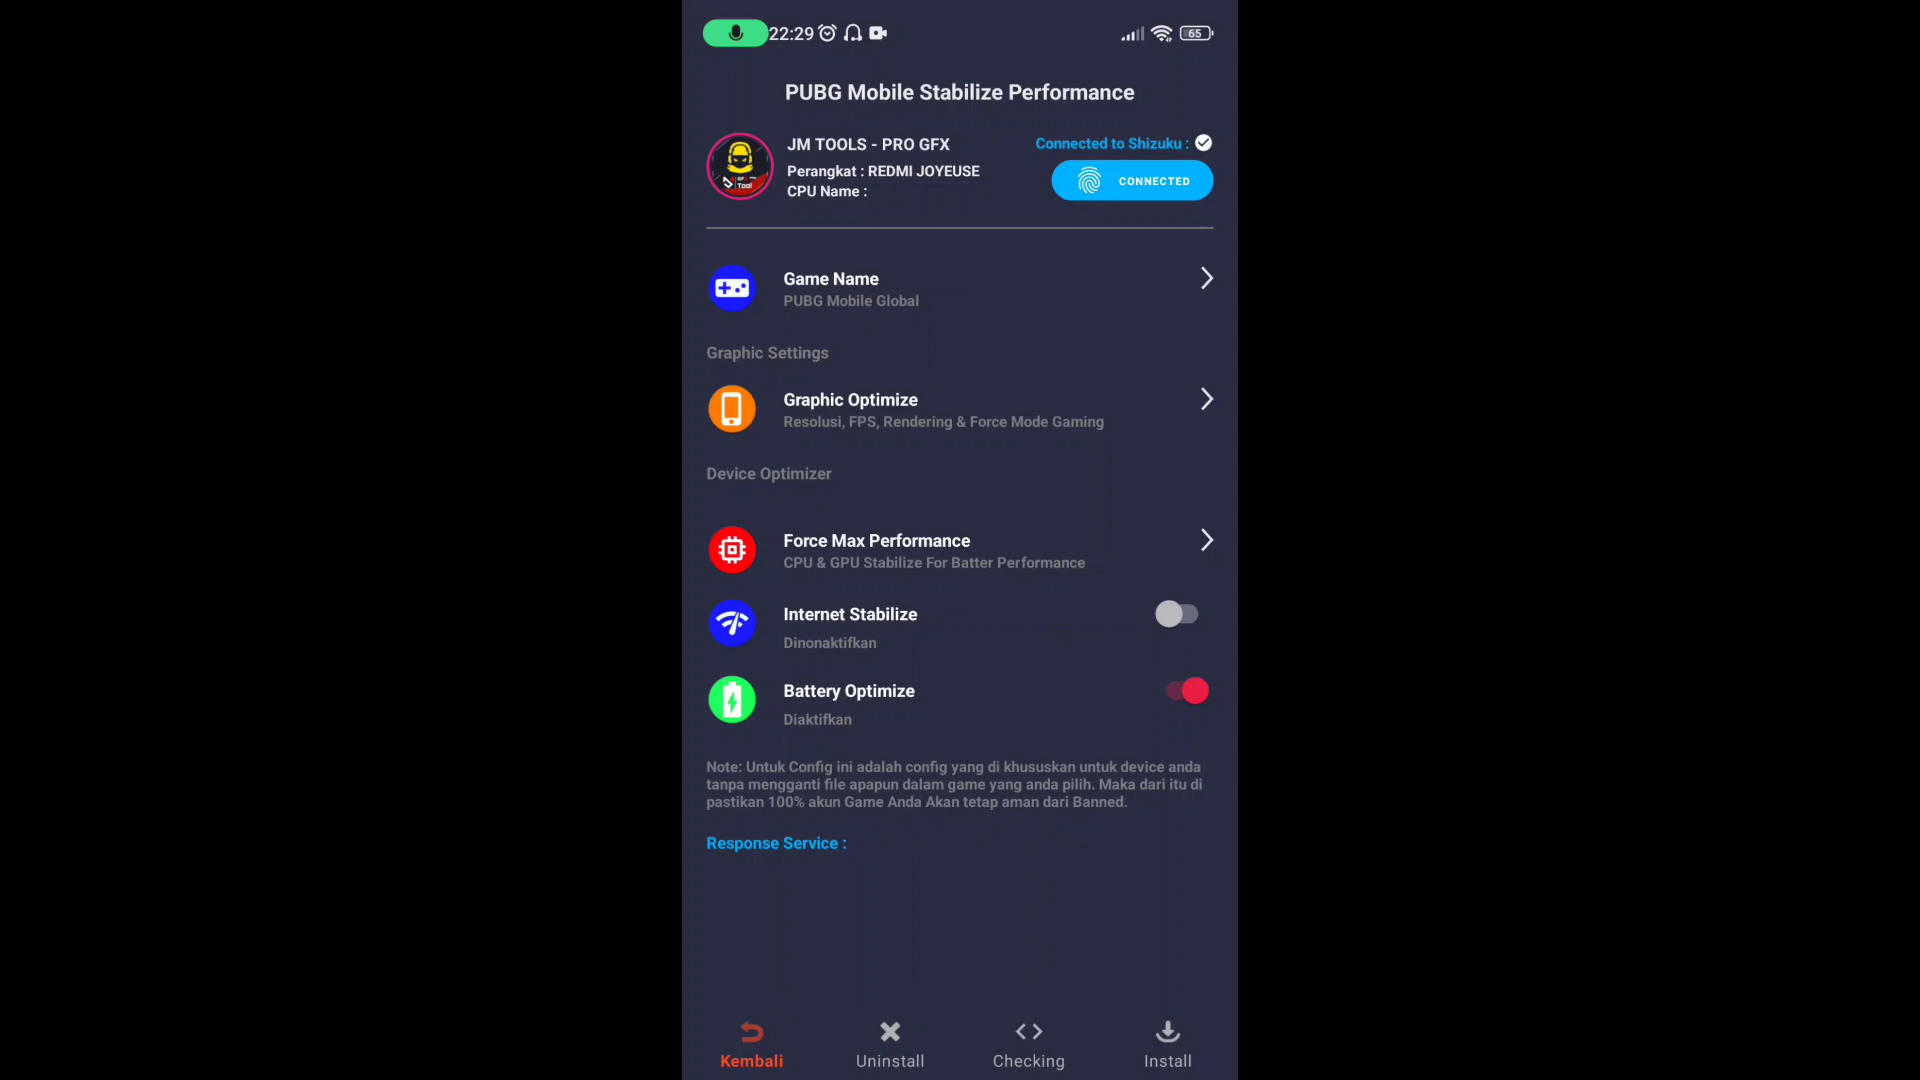 22:29
65
PUBG Mobile Stabilize Performance
JM TOOLS - PRO GFX
Perangkat : REDMI JOYEUSE
CPU Name :
Connected to Shizuku :
CONNECTED
Game Name
PUBG Mobile Global
Graphic Settings
Graphic Optimize
Resolusi, FPS, Rendering & Force Mode Gaming
Device Optimizer
Force Max Performance
CPU & GPU Stabilize For Batter Performance
Internet Stabilize
Dinonaktifkan
Battery Optimize
Diaktifkan
Note: Untuk Config ini adalah config yang di khususkan untuk device anda
tanpa mengganti file apapun dalam game yang anda pilih. Maka dari itu di
pastikan 100% akun Game Anda Akan tetap aman dari Banned.
Response Service :
Kembali
Uninstall
Checking
Install